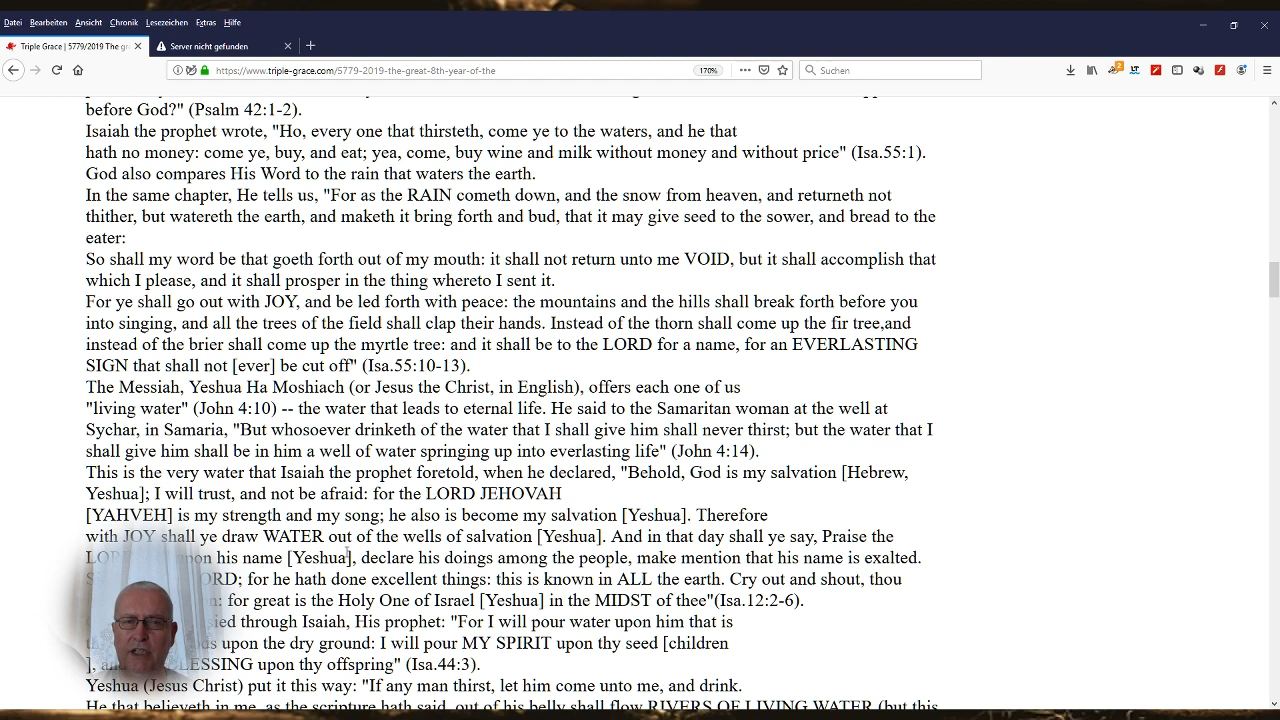 Datei Bearbeiten Ansicht Chronik Lesezeichen Extras Hilfe
Triple Grace | 5779/2019 The gr
Server nicht gefunden
https://www.triple-grace.com/5779-2019-the-great-8th-year-of-the
170%
Suchen
2
before God?" (Psalm 42:1-2).
Isaiah the prophet wrote, "Ho, every one that thirsteth, come ye to the waters, and he that
hath no money: come ye, buy, and eat; yea, come, buy wine and milk without money and without price" (Isa.55:1).
God also compares His Word to the rain that waters the earth.
In the same chapter, He tells us, "For as the RAIN cometh down, and the snow from heaven, and returneth not
thither, but watereth the earth, and maketh it bring forth and bud, that it may give seed to the sower, and bread to the
eater:
So shall my word be that goeth forth out of my mouth: it shall not return unto me VOID, but it shall accomplish that
which I please, and it shall prosper in the thing whereto I sent it.
For ye shall go out with JOY, and be led forth with peace: the mountains and the hills shall break forth before you
into singing, and all the trees of the field shall clap their hands. Instead of the thorn shall come up the fir tree,and
instead of the brier shall come up the myrtle tree: and it shall be to the LORD for a name, for an EVERLASTING
SIGN that shall not [ever] be cut off" (Isa.55:10-13).
The Messiah, Yeshua Ha Moshiach (or Jesus the Christ, in English), offers each one of us
"living water" (John 4:10) -- the water that leads to eternal life. He said to the Samaritan woman at the well at
Sychar, in Samaria, "But whosoever drinketh of the water that I shall give him shall never thirst; but the water that I
shall give him shall be in him a well of water springing up into everlasting life" (John 4:14).
This is the very water that Isaiah the prophet foretold, when he declared, "Behold, God is my salvation [Hebrew,
Yeshua]; I will trust, and not be afraid: for the LORD JEHOVAH
[YAHVEH] is my strength and my song; he also is become my salvation [Yeshua]. Therefore
with JOY shall ye draw WATER out of the wells of salvation [Yeshua]. And in that day shall ye say, Praise the
upon his name [Yeshua], declare his doings among the people, make mention that his name is exalted.
for he hath done excellent things: this is known in ALL the earth. Cry out and shout, thou
for great is the Holy One of Israel [Yeshua] in the MIDST of thee"(Isa.12:2-6).
through Isaiah, His prophet: "For I will pour water upon him that is
upon the dry ground: I will pour MY SPIRIT upon thy seed [children
upon thy offspring" (Isa.44:3).
Yeshua (Jesus Christ) put it this way: "If any man thirst, let him come unto me, and drink.
He that believeth in me, as the scripture hath said, out of his belly shall flow RIVERS OF LIVING WATER (but this